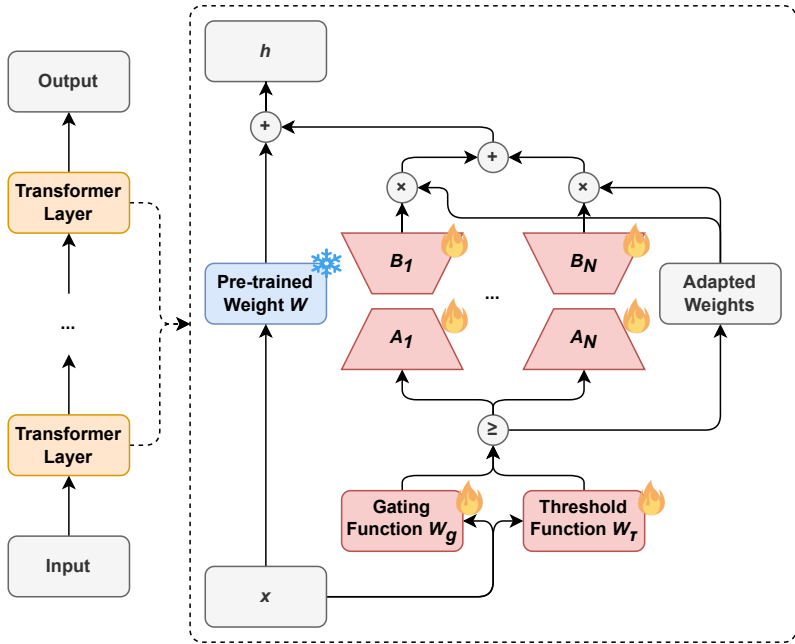 Output
Transformer
Layer
...
Transformer
Layer
Input
h
+
+
×
×
Pre-trained
Weight W
B1
...
BN
A1
AN
Adapted
Weights
≥
Gating
Function Wg
Threshold
Function Wτ
x